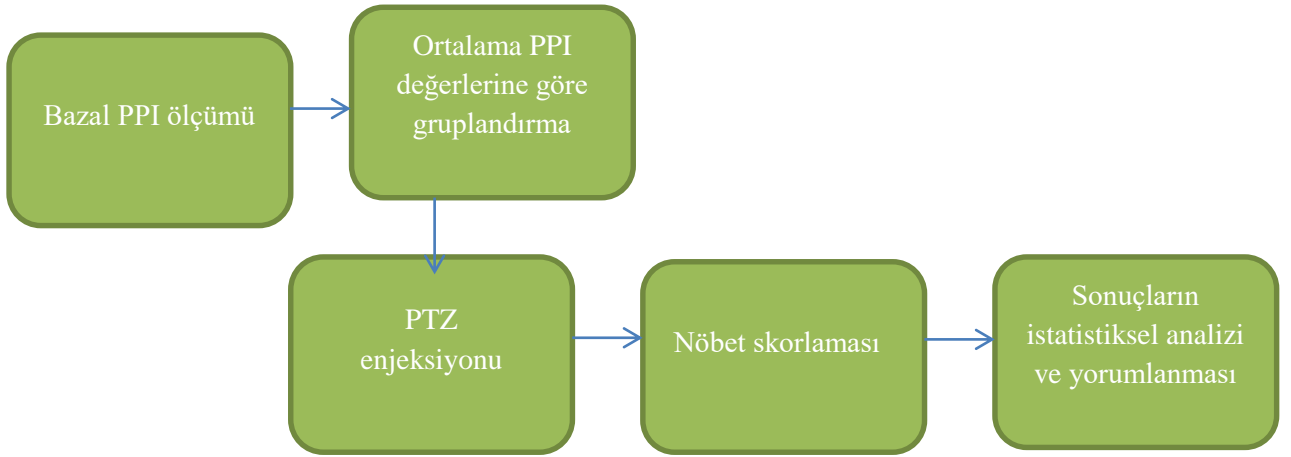 Bazal PPI ölçümü
Ortalama PPI
değerlerine göre
gruplandırma
PTZ
enjeksiyonu
Nöbet skorlaması
Sonuçların
istatistiksel analizi
ve yorumlanması